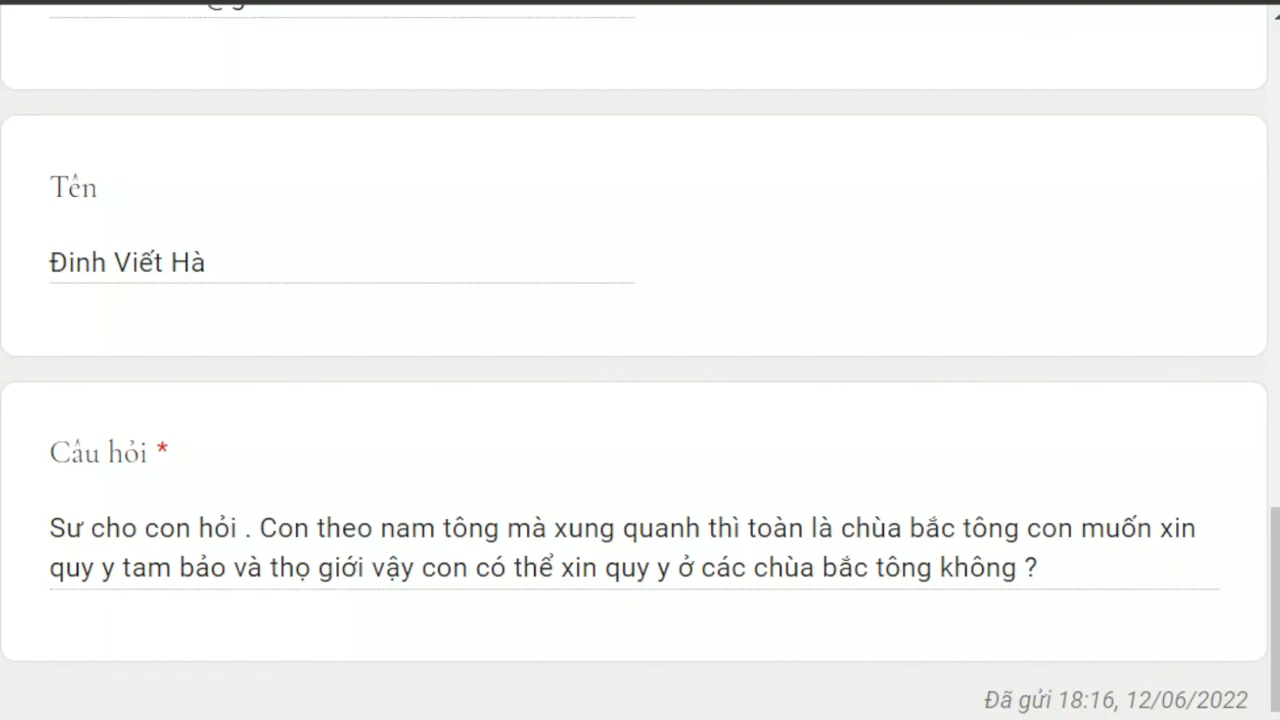 Tên
Đinh Viết Hà
Câu hỏi *
Sư cho con hỏi . Con theo nam tông mà xung quanh thì toàn là chùa bắc tông con muốn xin
quy y tam bảo và thọ giới vậy con có thể xin quy y ở các chùa bắc tông không ?
Đã gửi 18:16, 12/06/2022